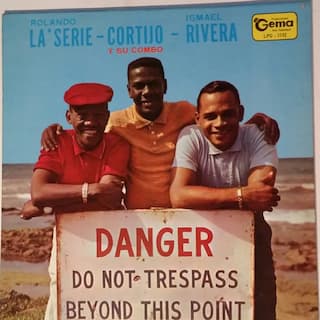 ROLANDO
LA'SERIE - CORTIJO - RIVERA
ISMAEL
Y SU COMBO
Gema
DANGER
DO NOT TRESPASS
BEYOND THIS POINT